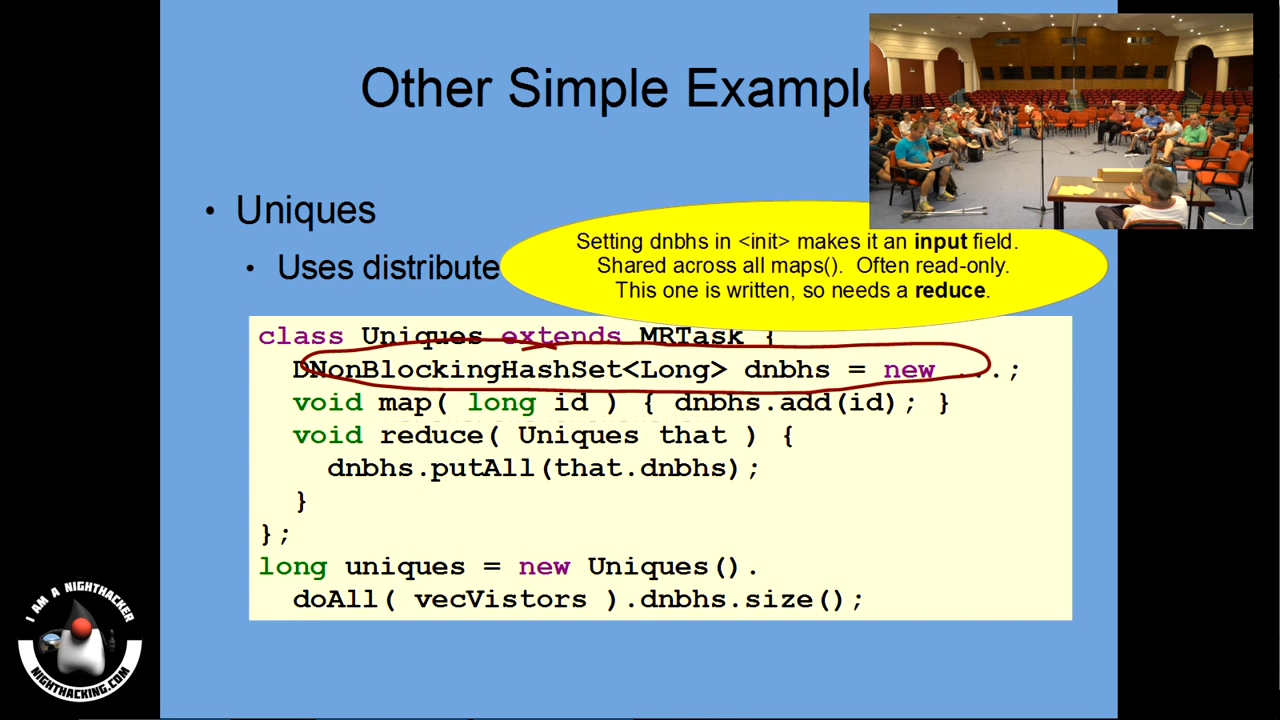 Other Simple Example
• Uniques
• Uses distribute
Setting dnbhs in <init> makes it an input field.
Shared across all maps(). Often read-only.
This one is written, so needs a reduce.
class Uniques extends MRTask {
DNonBlockingHashSet<Long> dnbhs = new ...;
void map( long id ) { dnbhs.add(id); }
void reduce( Uniques that ) {
dnbhs.putAll(that.dnbhs);
}
};
long uniques = new Uniques().
doAll( vecVistors ).dnbhs.size();
I AM A NIGHTHACKER
NIGHTHACKING.COM